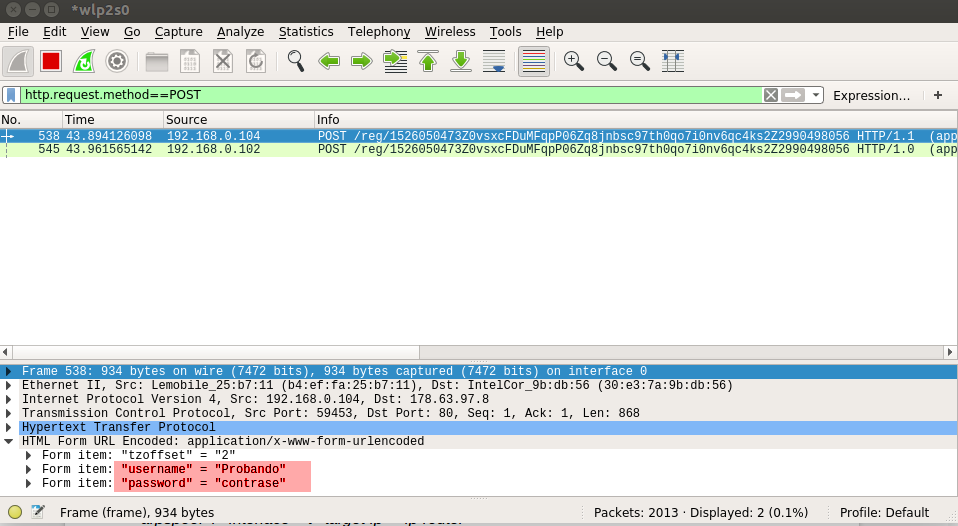 *wlp2s0
File Edit View Go Capture Analyze Statistics Telephony Wireless Tools Help
http.request.method==POST Expression… +
No. Time Source Info
538 43.894126098 192.168.0.104 POST /reg/1526050473Z0vsxcFDuMFqpP06Zq8jnbsc97th0qo7i0nv6qc4ks2Z2990498056 HTTP/1.1 (app
545 43.961565142 192.168.0.102 POST /reg/1526050473Z0vsxcFDuMFqpP06Zq8jnbsc97th0qo7i0nv6qc4ks2Z2990498056 HTTP/1.0 (app
Frame 538: 934 bytes on wire (7472 bits), 934 bytes captured (7472 bits) on interface 0
Ethernet II, Src: Lemobile_25:b7:11 (b4:ef:fa:25:b7:11), Dst: IntelCor_9b:db:56 (30:e3:7a:9b:db:56)
Internet Protocol Version 4, Src: 192.168.0.104, Dst: 178.63.97.8
Transmission Control Protocol, Src Port: 59453, Dst Port: 80, Seq: 1, Ack: 1, Len: 868
Hypertext Transfer Protocol
HTML Form URL Encoded: application/x-www-form-urlencoded
Form item: "tzoffset" = "2"
Form item: "username" = "Probando"
Form item: "password" = "contrase"
Frame (frame), 934 bytes Packets: 2013 · Displayed: 2 (0.1%) Profile: Default